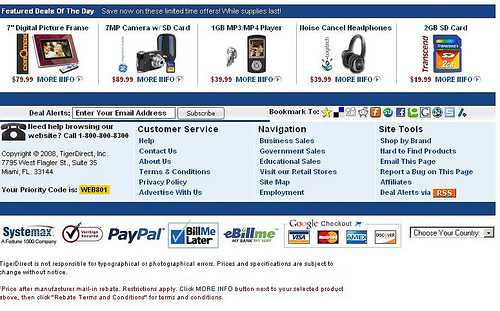 Featured Deals Of The Day Save now on these limited time offers! While supplies last!
7" Digital Picture Frame
7MP Camera w/ SD Card
1GB MP3/MP4 Player
Noise Cancel Headphones
2GB SD Card
Logitech
Transcend
$79.99 MORE INFO
$89.99 MORE INFO
$39.99 MORE INFO
$39.99 MORE INFO
$19.99 MORE INFO
Deal Alerts: Enter Your Email Address Subscribe
Bookmark To:
Need help browsing our
website? Call 1-800-800-8300
Copyright © 2008, TigerDirect, Inc.
7795 West Flagler St., Suite 35
Miami, FL. 33144
Your Priority Code is: WEB801
Customer Service
Help
Contact Us
About Us
Terms & Conditions
Privacy Policy
Advertise With Us
Navigation
Business Sales
Government Sales
Educational Sales
Visit our Retail Stores
Site Map
Employment
Site Tools
Shop by Brand
Hard to Find Products
Email This Page
Report a Bug on This Page
Affiliates
Deal Alerts via RSS
Systemax
A Fortune 1000 Company
VeriSign
Secured
PayPal
Bill Me
Later
eBillme
MY BANK MY WAY
Google Checkout
VISA
MasterCard
AMEX
DISCOVER
Choose Your Country:
TigerDirect is not responsible for typographical or photographical errors. Prices and specifications are subject to
change without notice.
*Price after manufacturer mail-in rebate. Restrictions apply. Click MORE INFO button next to your selected product
above, then click "Rebate Terms and Conditions" for terms and conditions.